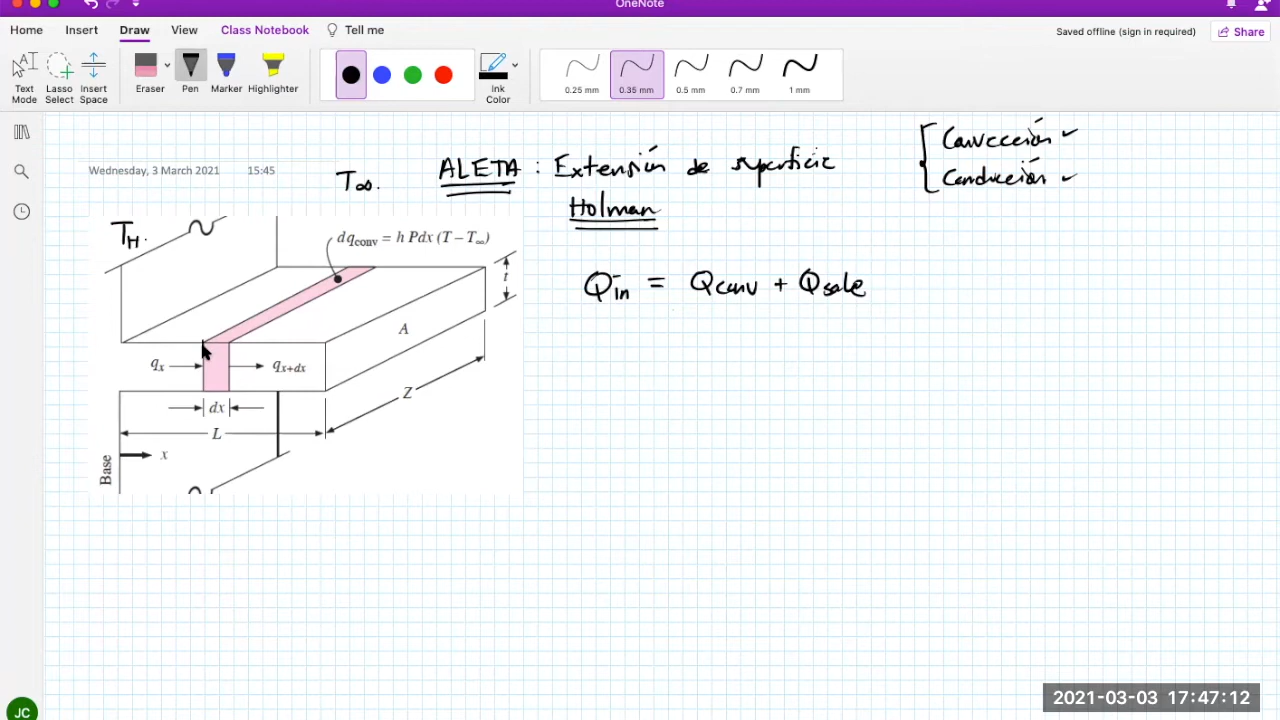 OneNote
Home Insert Draw View Class Notebook Tell me
Saved offline (sign in required) Share
Text Mode
Lasso Select
Insert Space
Eraser
Pen
Marker
Highlighter
Ink Color
0.25 mm
0.35 mm
0.5 mm
0.7 mm
1 mm
Wednesday, 3 March 2021 15:45
T∞.
ALETA : Extensión de superficie
Holman
Convección ✓
Conducción ✓
TH.
dqconv = h Pdx (T – T∞)
t
A
qx
qx+dx
dx
L
Z
x
Base
Qin = Qconv + Qsale
JC
2021-03-03 17:47:12